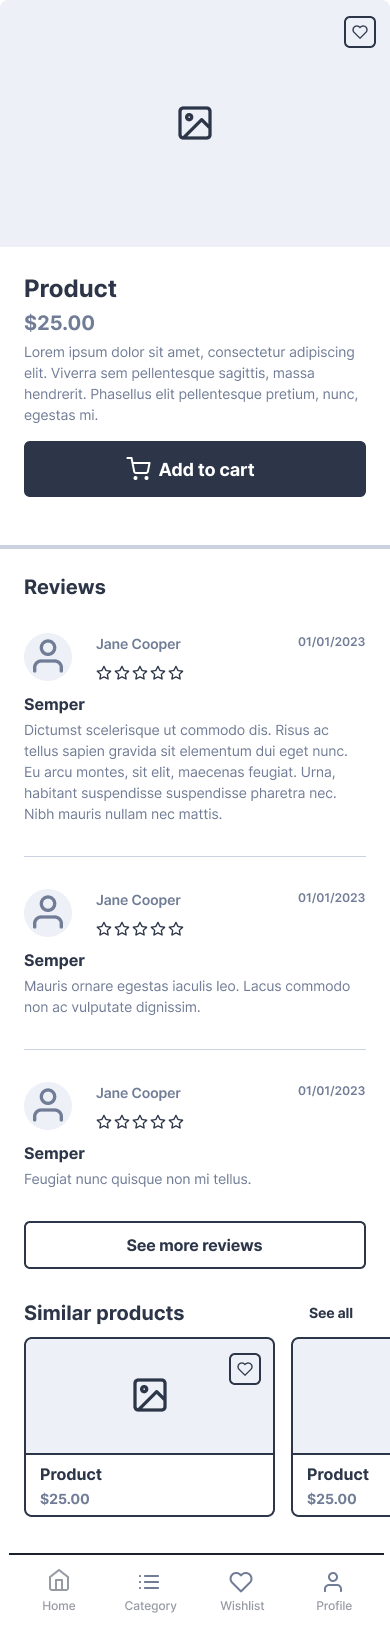 Product
$25.00
Lorem ipsum dolor sit amet, consectetur adipiscing
elit. Viverra sem pellentesque sagittis, massa
hendrerit. Phasellus elit pellentesque pretium, nunc,
egestas mi.
Add to cart
Reviews
Jane Cooper 01/01/2023
Semper
Dictumst scelerisque ut commodo dis. Risus ac
tellus sapien gravida sit elementum dui eget nunc.
Eu arcu montes, sit elit, maecenas feugiat. Urna,
habitant suspendisse suspendisse pharetra nec.
Nibh mauris nullam nec mattis.
Jane Cooper 01/01/2023
Semper
Mauris ornare egestas iaculis leo. Lacus commodo
non ac vulputate dignissim.
Jane Cooper 01/01/2023
Semper
Feugiat nunc quisque non mi tellus.
See more reviews
Similar products See all
Product Product
$25.00 $25.00
Home Category Wishlist Profile